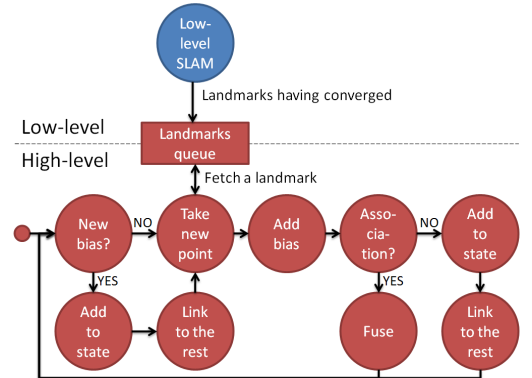 Low-
level
SLAM
Landmarks having converged
Low-level
Landmarks
queue
High-level
Fetch a landmark
New
bias?
NO
Take
new
point
Add
bias
Asso-
cia-
tion?
NO
Add
to
state
YES
YES
Add
to
state
Link
to the
rest
Fuse
Link
to the
rest